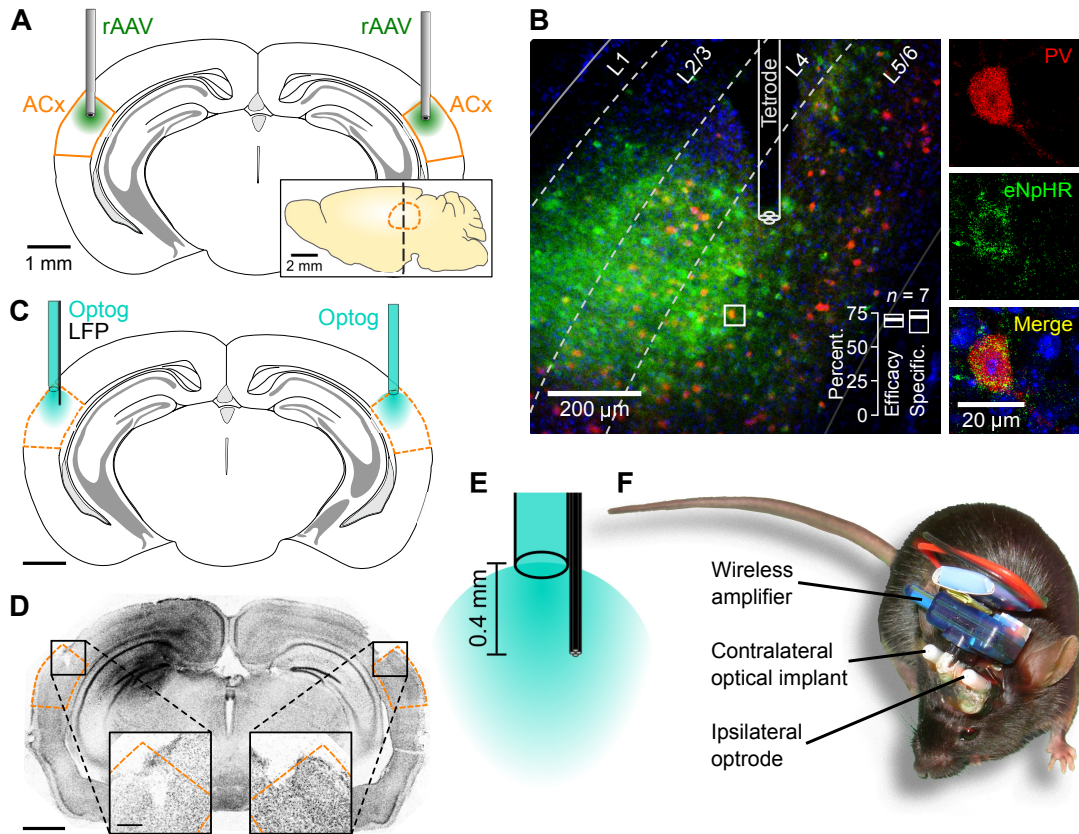 A
rAAV
rAAV
ACx
ACx
1 mm
2 mm
B
L1
L2/3
L4
L5/6
Tetrode
200 µm
Percent.
75
50
25
0
n = 7
Efficacy
Specific.
PV
eNpHR
Merge
20 µm
C
Optog
LFP
Optog
D
E
0.4 mm
F
Wireless
amplifier
Contralateral
optical implant
Ipsilateral
optrode